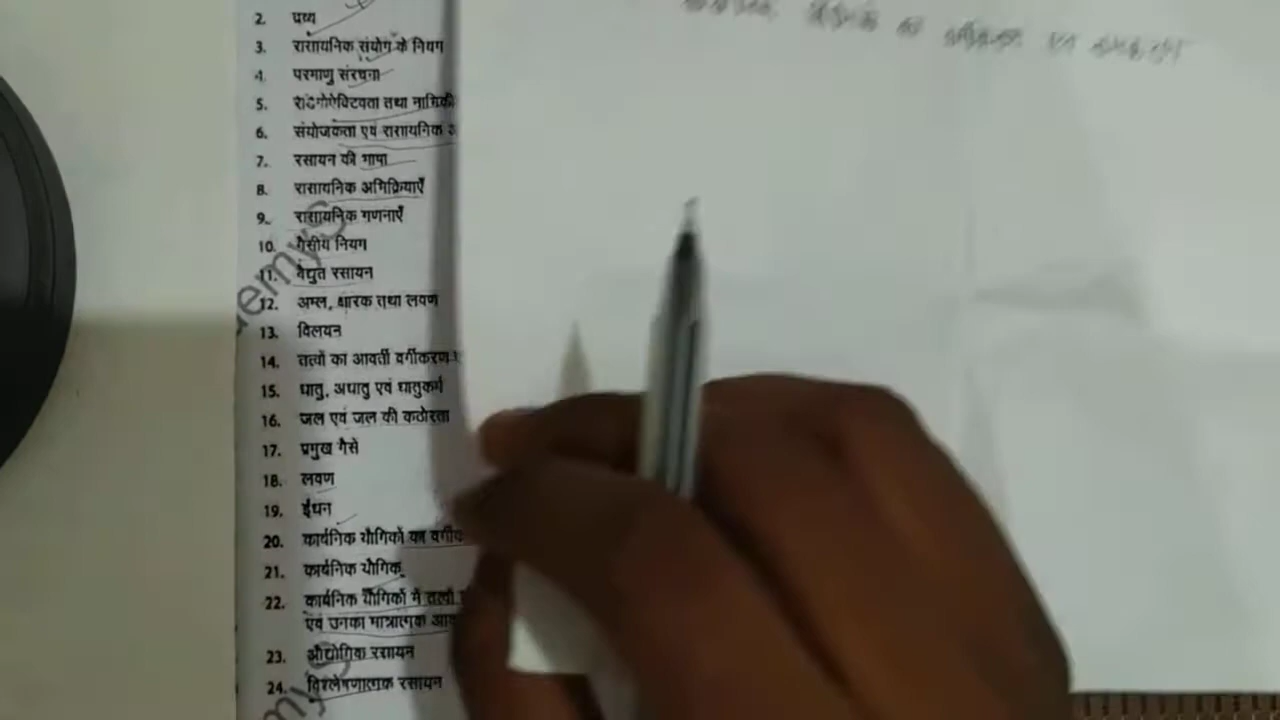 2. द्रव्य
3. रासायनिक संयोग के नियम
4. परमाणु संरचना
5. रेडियोऐक्टिवता तथा नाभिकी
6. संयोजकता एवं रासायनिक
7. रसायन की भाषा
8. रासायनिक अभिक्रियाएँ
9. रासायनिक गणनाएँ
10. गैसीय नियम
11. वैद्युत रसायन
12. अम्ल, क्षारक तथा लवण
13. विलयन
14. तत्वों का आवर्ती वर्गीकरण
15. धातु, अधातु एवं धातुकर्म
16. जल एवं जल की कठोरता
17. प्रमुख गैसें
18. लवण
19. ईंधन
20. कार्बनिक यौगिकों का
21. कार्बनिक यौगिक
22. कार्बनिक यौगिकों में तत्वों
एवं उनका मात्रात्मक
23. औद्योगिक रसायन
24. विश्लेषणात्मक रसायन